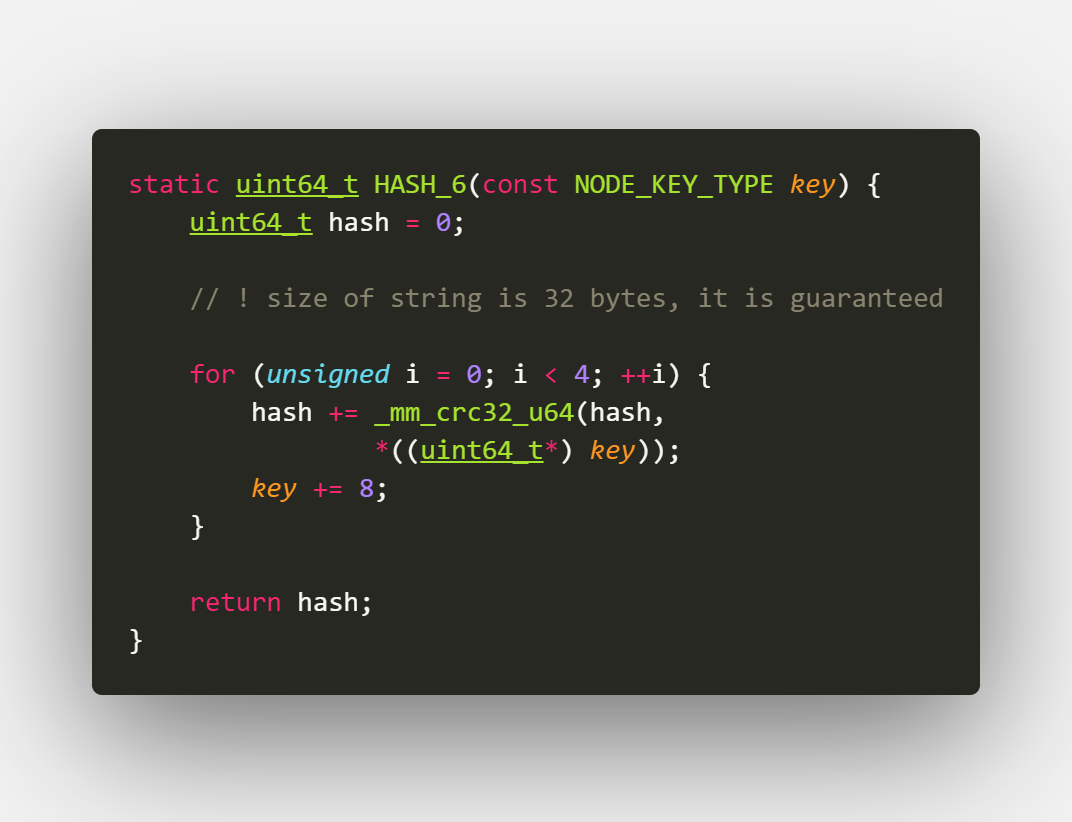 static uint64_t HASH_6(const NODE_KEY_TYPE key) {
    uint64_t hash = 0;

    // ! size of string is 32 bytes, it is guaranteed

    for (unsigned i = 0; i < 4; ++i) {
        hash += _mm_crc32_u64(hash,
                *((uint64_t*) key));
        key += 8;
    }

    return hash;
}